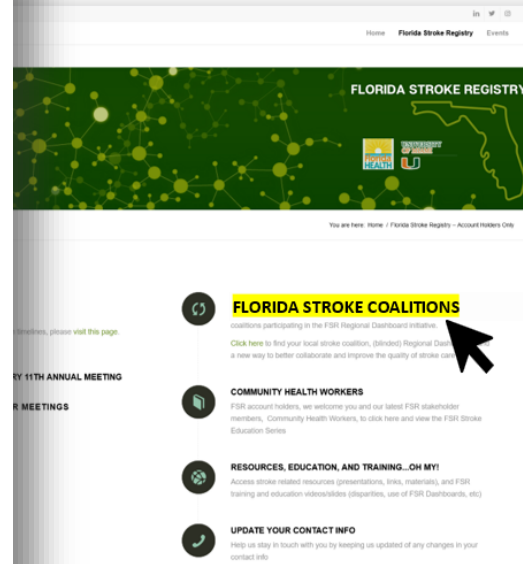 in
Home Florida Stroke Registry Events
FLORIDA STROKE REGISTRY
Florida
HEALTH
UNIVERSITY
OF MIAMI
U
You are here: Home / Florida Stroke Registry – Account Holders Only
FLORIDA STROKE COALITIONS
coalitions participating in the FSR Regional Dashboard initiative.
timelines, please visit this page.
Click here to find your local stroke coalition, (blinded) Regional
a new way to better collaborate and improve the quality of stroke
RY 11TH ANNUAL MEETING
COMMUNITY HEALTH WORKERS
R MEETINGS
FSR account holders, we welcome you and our latest FSR stakeholder
members, Community Health Workers, to click here and view the FSR Stroke
Education Series
RESOURCES, EDUCATION, AND TRAINING...OH MY!
Access stroke related resources (presentations, links, materials), and FSR
training and education videos/slides (disparities, use of FSR Dashboards, etc)
UPDATE YOUR CONTACT INFO
Help us stay in touch with you by keeping us updated of any changes in your
contact info